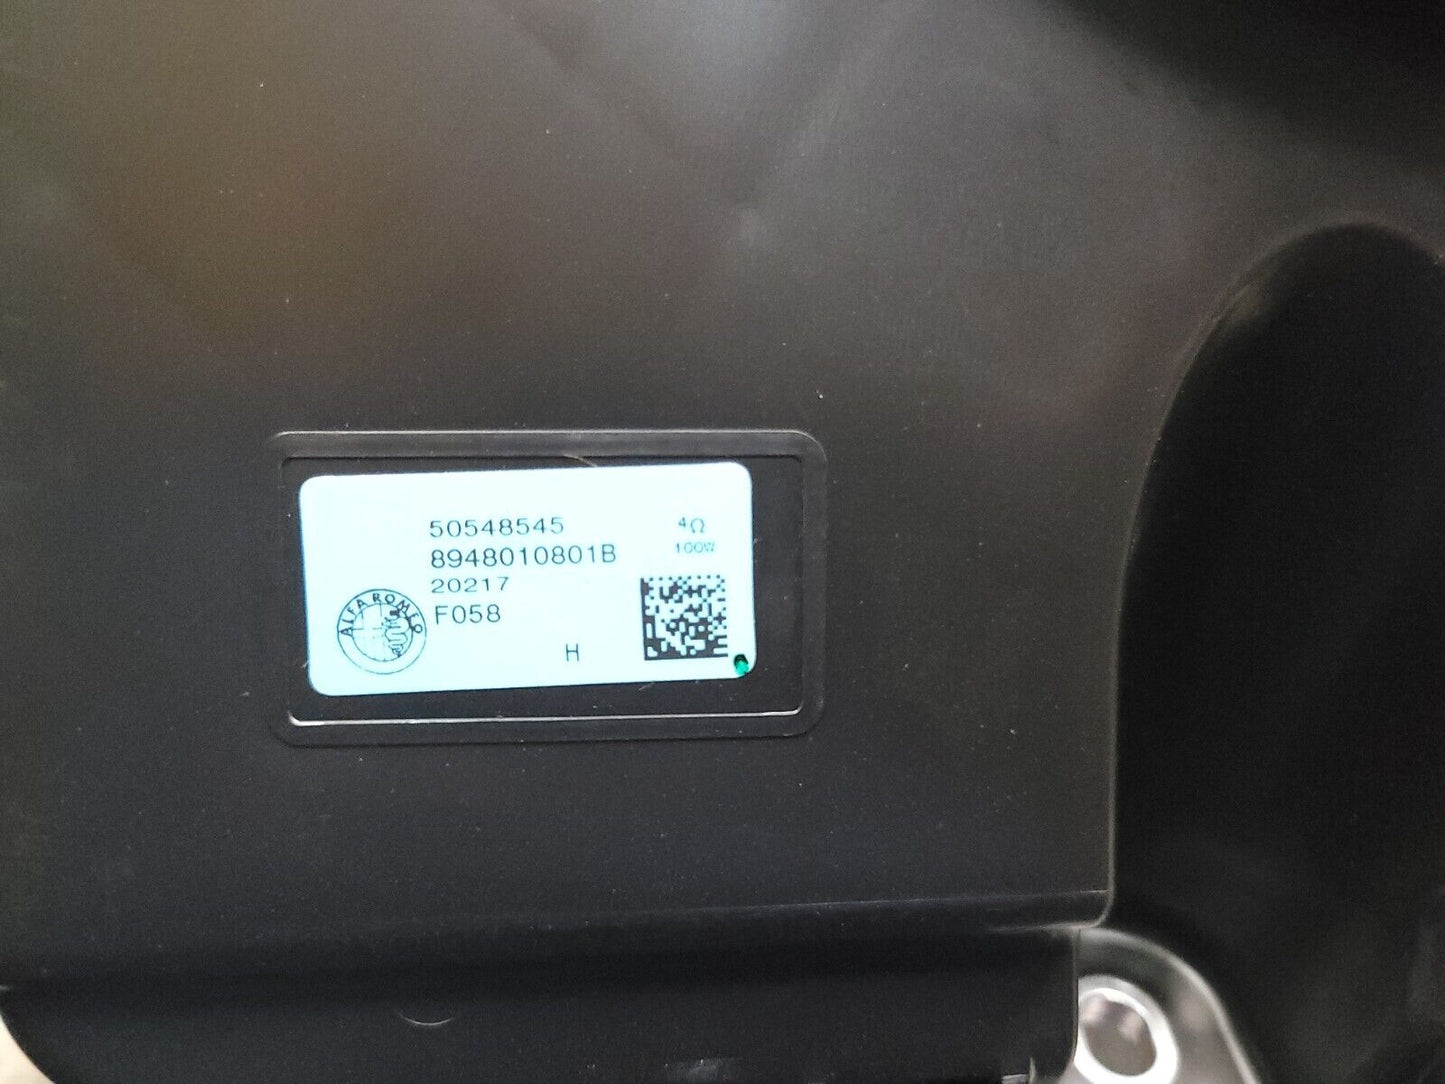 50548545
8948010801B
20217
F058
H
4Ω
100W
ALFA ROMEO